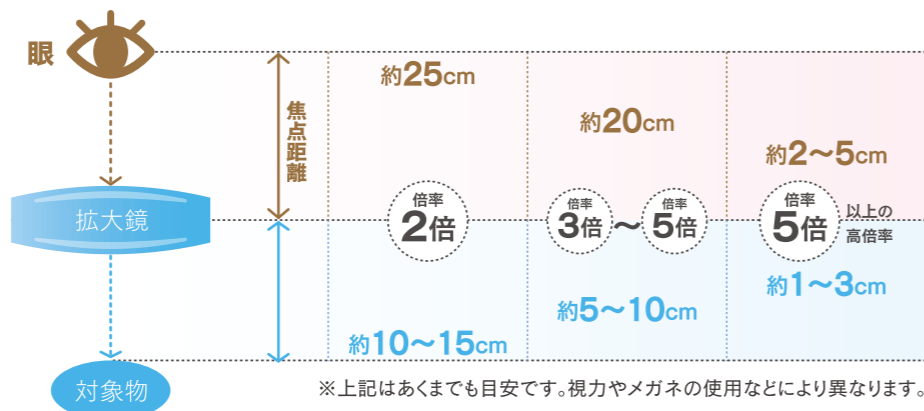 眼
焦点距離
約25cm
約20cm
約2〜5cm
拡大鏡
倍率
2倍
倍率
3倍
〜
倍率
5倍
倍率
5倍
以上の
高倍率
約10〜15cm
約5〜10cm
約1〜3cm
対象物
※上記はあくまでも目安です。視力やメガネの使用などにより異なります。